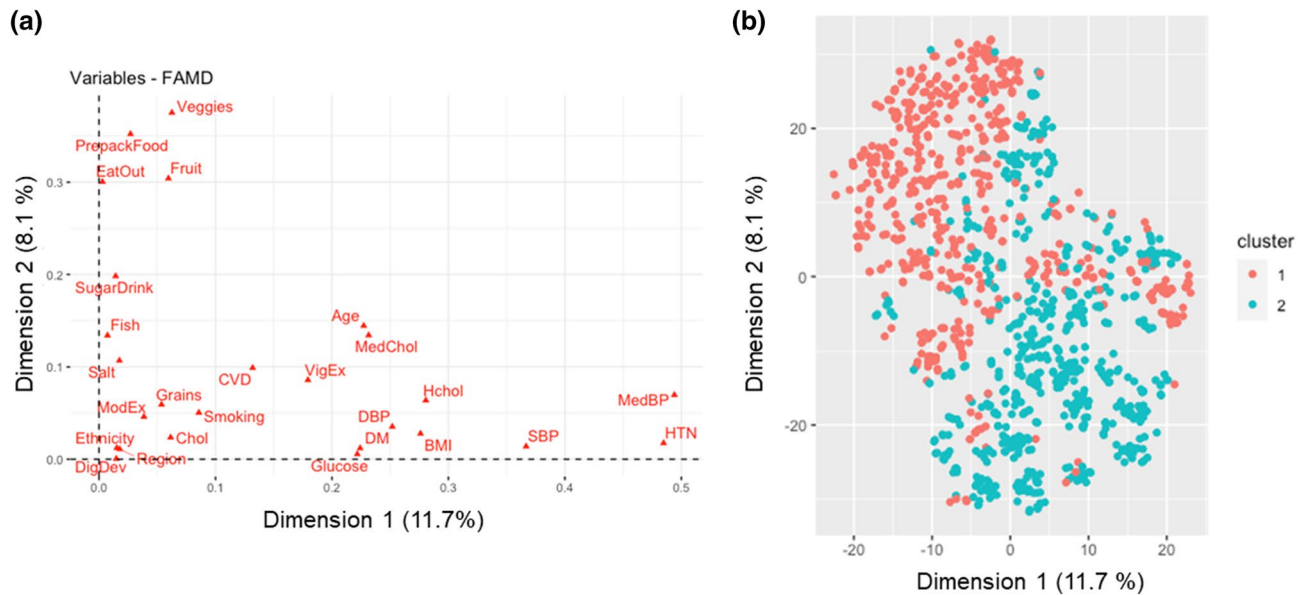 (a)
Variables - FAMD
Veggies
PrepackFood
EatOut
Fruit
SugarDrink
Fish
Salt
Age
MedChol
CVD
VigEx
Grains
ModEx
Smoking
Hchol
MedBP
DBP
Ethnicity
Chol
DM
BMI
SBP
HTN
DigDev
Region
Glucose
0.3
0.2
0.1
0.0
Dimension 2 (8.1 %)
0.0 0.1 0.2 0.3 0.4 0.5
Dimension 1 (11.7%)
(b)
20
0
-20
Dimension 2 (8.1 %)
-20 -10 0 10 20
Dimension 1 (11.7 %)
cluster
1
2